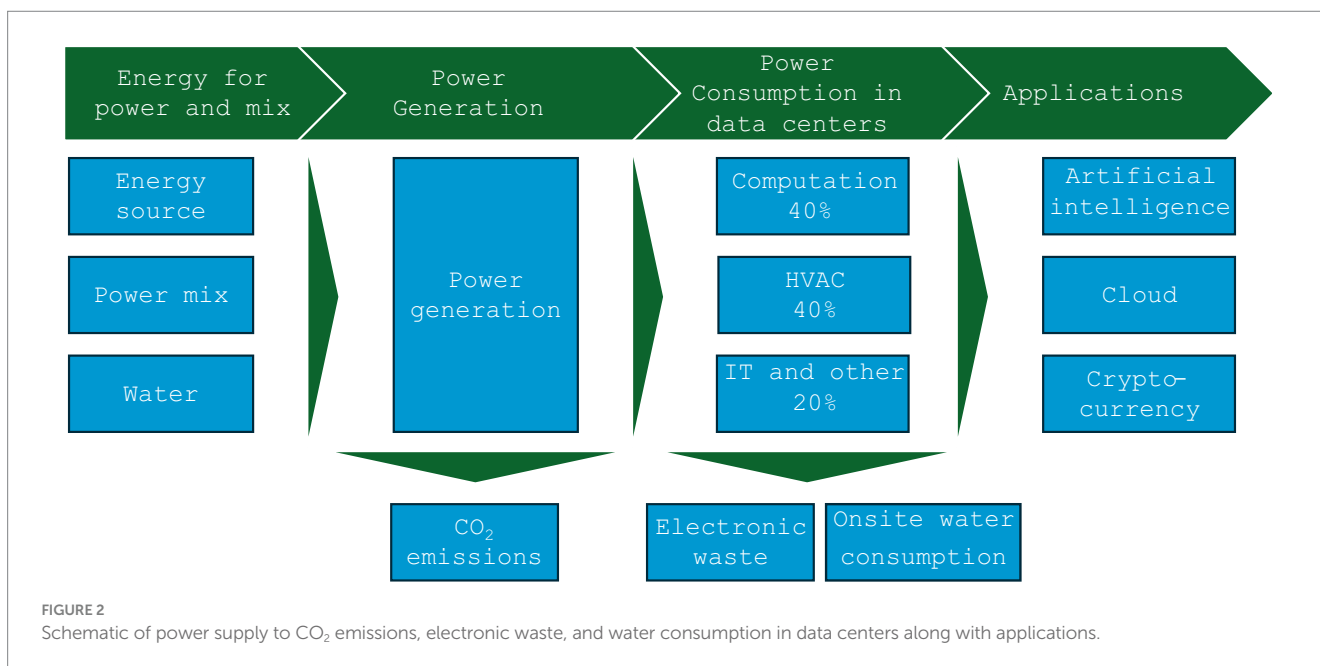 Energy for
power and mix
Power
Generation
Power
Consumption in
data centers
Applications
Energy
source
Power mix
Water
Power
generation
Computation
40%
HVAC
40%
IT and other
20%
Artificial
intelligence
Cloud
Crypto-
currency
CO₂
emissions
Electronic
waste
Onsite water
consumption
FIGURE 2
Schematic of power supply to CO₂ emissions, electronic waste, and water consumption in data centers along with applications.